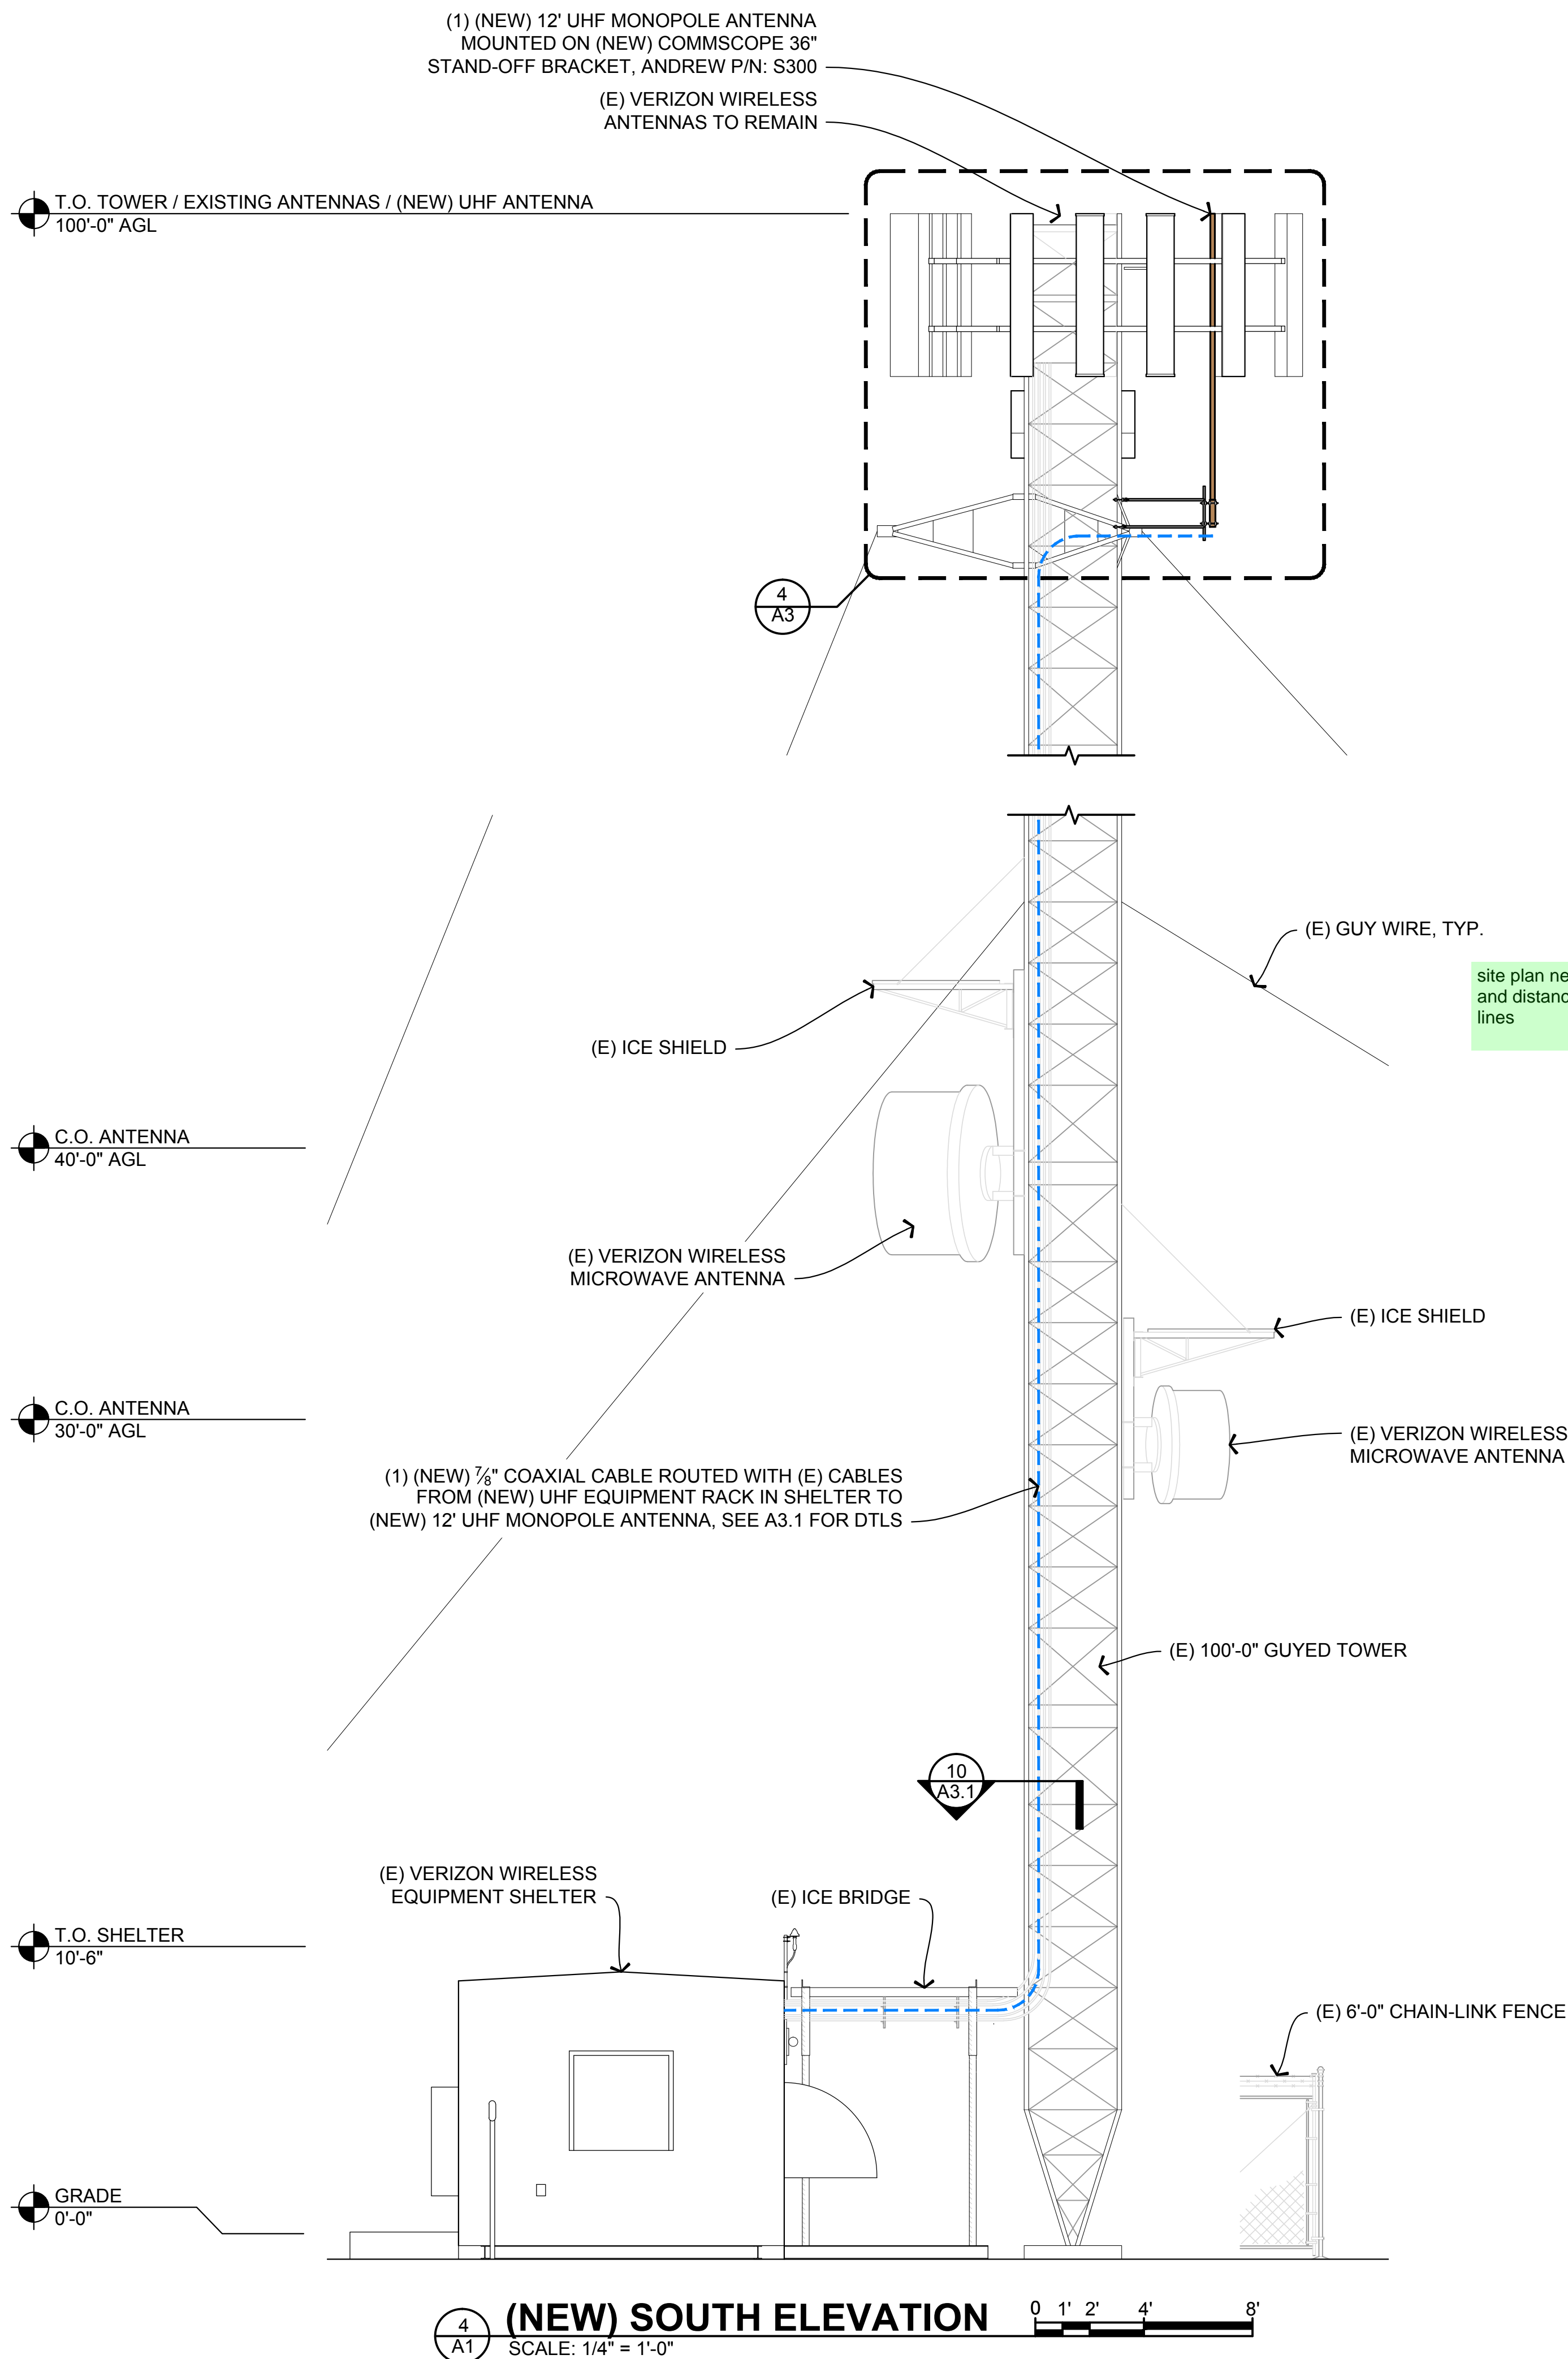 (1) (NEW) 12' UHF MONOPOLE ANTENNA
MOUNTED ON (NEW) COMMSCOPE 36"
STAND-OFF BRACKET, ANDREW P/N: S300
(E) VERIZON WIRELESS
ANTENNAS TO REMAIN
T.O. TOWER / EXISTING ANTENNAS / (NEW) UHF ANTENNA
100'-0" AGL
4
A3
(E) GUY WIRE, TYP.
site plan ne
and distanc
lines
(E) ICE SHIELD
C.O. ANTENNA
40'-0" AGL
(E) VERIZON WIRELESS
MICROWAVE ANTENNA
(E) ICE SHIELD
C.O. ANTENNA
30'-0" AGL
(E) VERIZON WIRELESS
MICROWAVE ANTENNA
(1) (NEW) ⅞" COAXIAL CABLE ROUTED WITH (E) CABLES
FROM (NEW) UHF EQUIPMENT RACK IN SHELTER TO
(NEW) 12' UHF MONOPOLE ANTENNA, SEE A3.1 FOR DTLS
(E) 100'-0" GUYED TOWER
10
A3.1
(E) VERIZON WIRELESS
EQUIPMENT SHELTER
(E) ICE BRIDGE
T.O. SHELTER
10'-6"
(E) 6'-0" CHAIN-LINK FENCE
GRADE
0'-0"
4
A1
(NEW) SOUTH ELEVATION
SCALE: 1/4" = 1'-0"
0 1' 2' 4' 8'